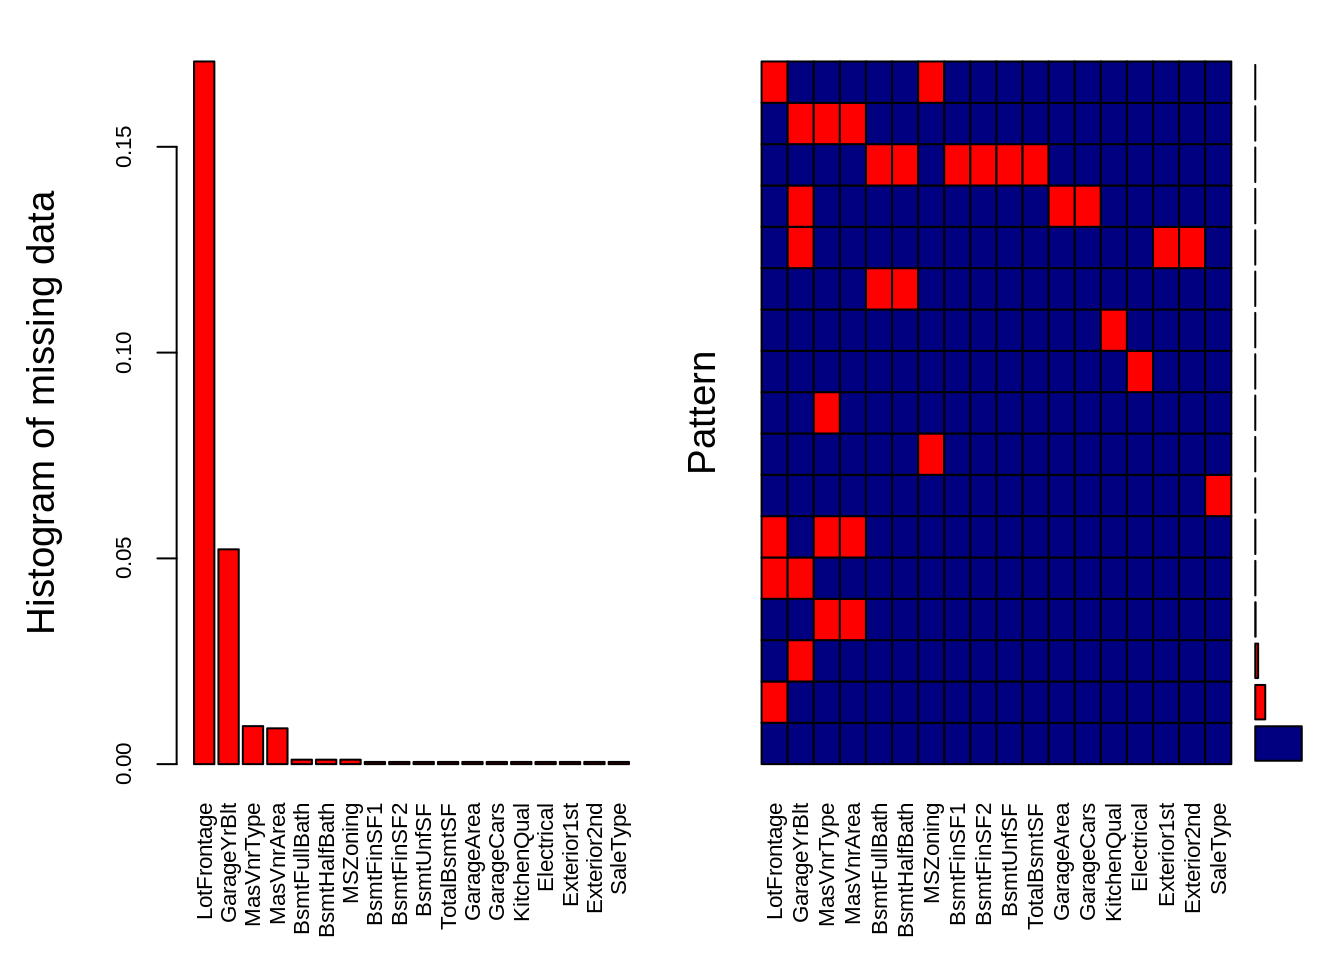 Histogram of missing data
0.00
0.05
0.10
0.15
LotFrontage
GarageYrBlt
MasVnrType
MasVnrArea
BsmtFullBath
BsmtHalfBath
MSZoning
BsmtFinSF1
BsmtFinSF2
BsmtUnfSF
TotalBsmtSF
GarageArea
GarageCars
KitchenQual
Electrical
Exterior1st
Exterior2nd
SaleType
Pattern
LotFrontage
GarageYrBlt
MasVnrType
MasVnrArea
BsmtFullBath
BsmtHalfBath
MSZoning
BsmtFinSF1
BsmtFinSF2
BsmtUnfSF
TotalBsmtSF
GarageArea
GarageCars
KitchenQual
Electrical
Exterior1st
Exterior2nd
SaleType